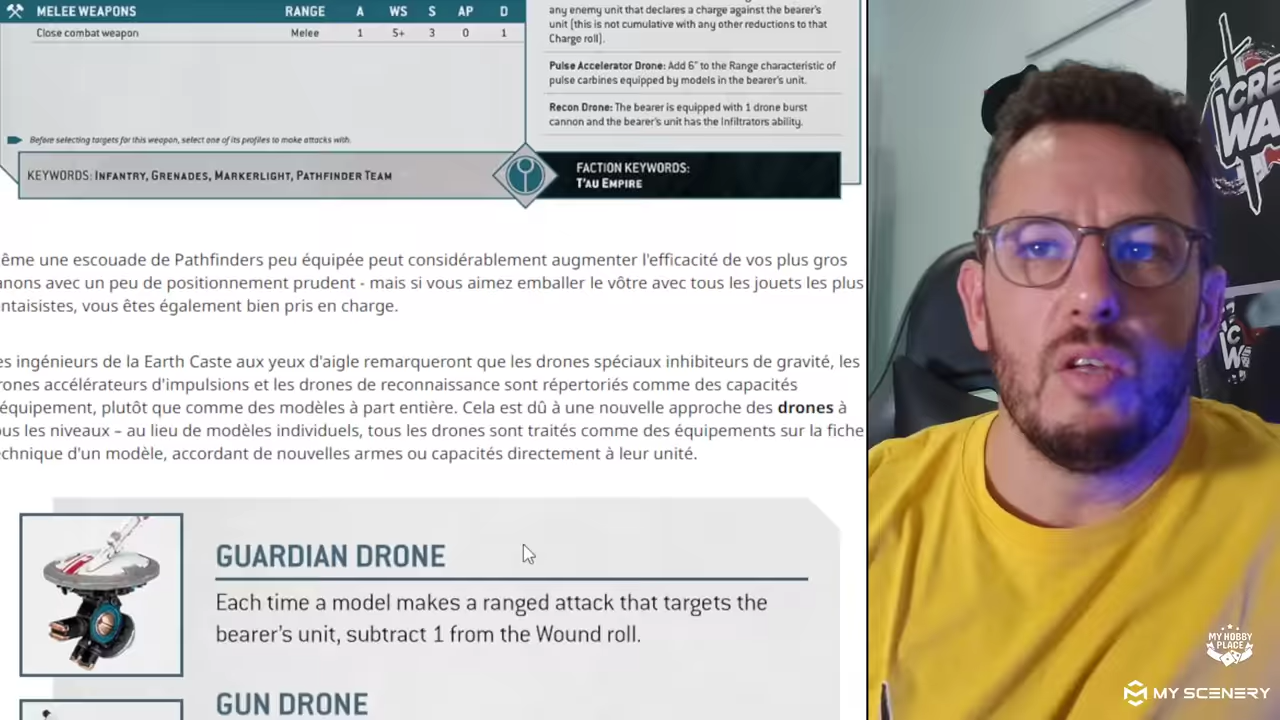 MELEE WEAPONS RANGE A WS S AP D
Close combat weapon Melee 1 5+ 3 0 1
Before selecting targets for this weapon, select one of its profiles to make attacks with.
any enemy unit that declares a charge against the bearer's
unit (this is not cumulative with any other reductions to that
Charge roll).
Pulse Accelerator Drone: Add 6" to the Range characteristic of
pulse carbines equipped by models in the bearer's unit.
Recon Drone: The bearer is equipped with 1 drone burst
cannon and the bearer's unit has the Infiltrators ability.
KEYWORDS: INFANTRY, GRENADES, MARKERLIGHT, PATHFINDER TEAM
FACTION KEYWORDS:
T'AU EMPIRE
ême une escouade de Pathfinders peu équipée peut considérablement augmenter l'efficacité de vos plus gros
anons avec un peu de positionnement prudent - mais si vous aimez emballer le vôtre avec tous les jouets les plus
ntaisistes, vous êtes également bien pris en charge.
es ingénieurs de la Earth Caste aux yeux d'aigle remarqueront que les drones spéciaux inhibiteurs de gravité, les
rones accélérateurs d'impulsions et les drones de reconnaissance sont répertoriés comme des capacités
'équipement, plutôt que comme des modèles à part entière. Cela est dû à une nouvelle approche des drones à
ous les niveaux – au lieu de modèles individuels, tous les drones sont traités comme des équipements sur la fiche
echnique d'un modèle, accordant de nouvelles armes ou capacités directement à leur unité.
GUARDIAN DRONE
Each time a model makes a ranged attack that targets the
bearer's unit, subtract 1 from the Wound roll.
GUN DRONE
CRE
WA
MY HOBBY
PLACE
MY SCENERY